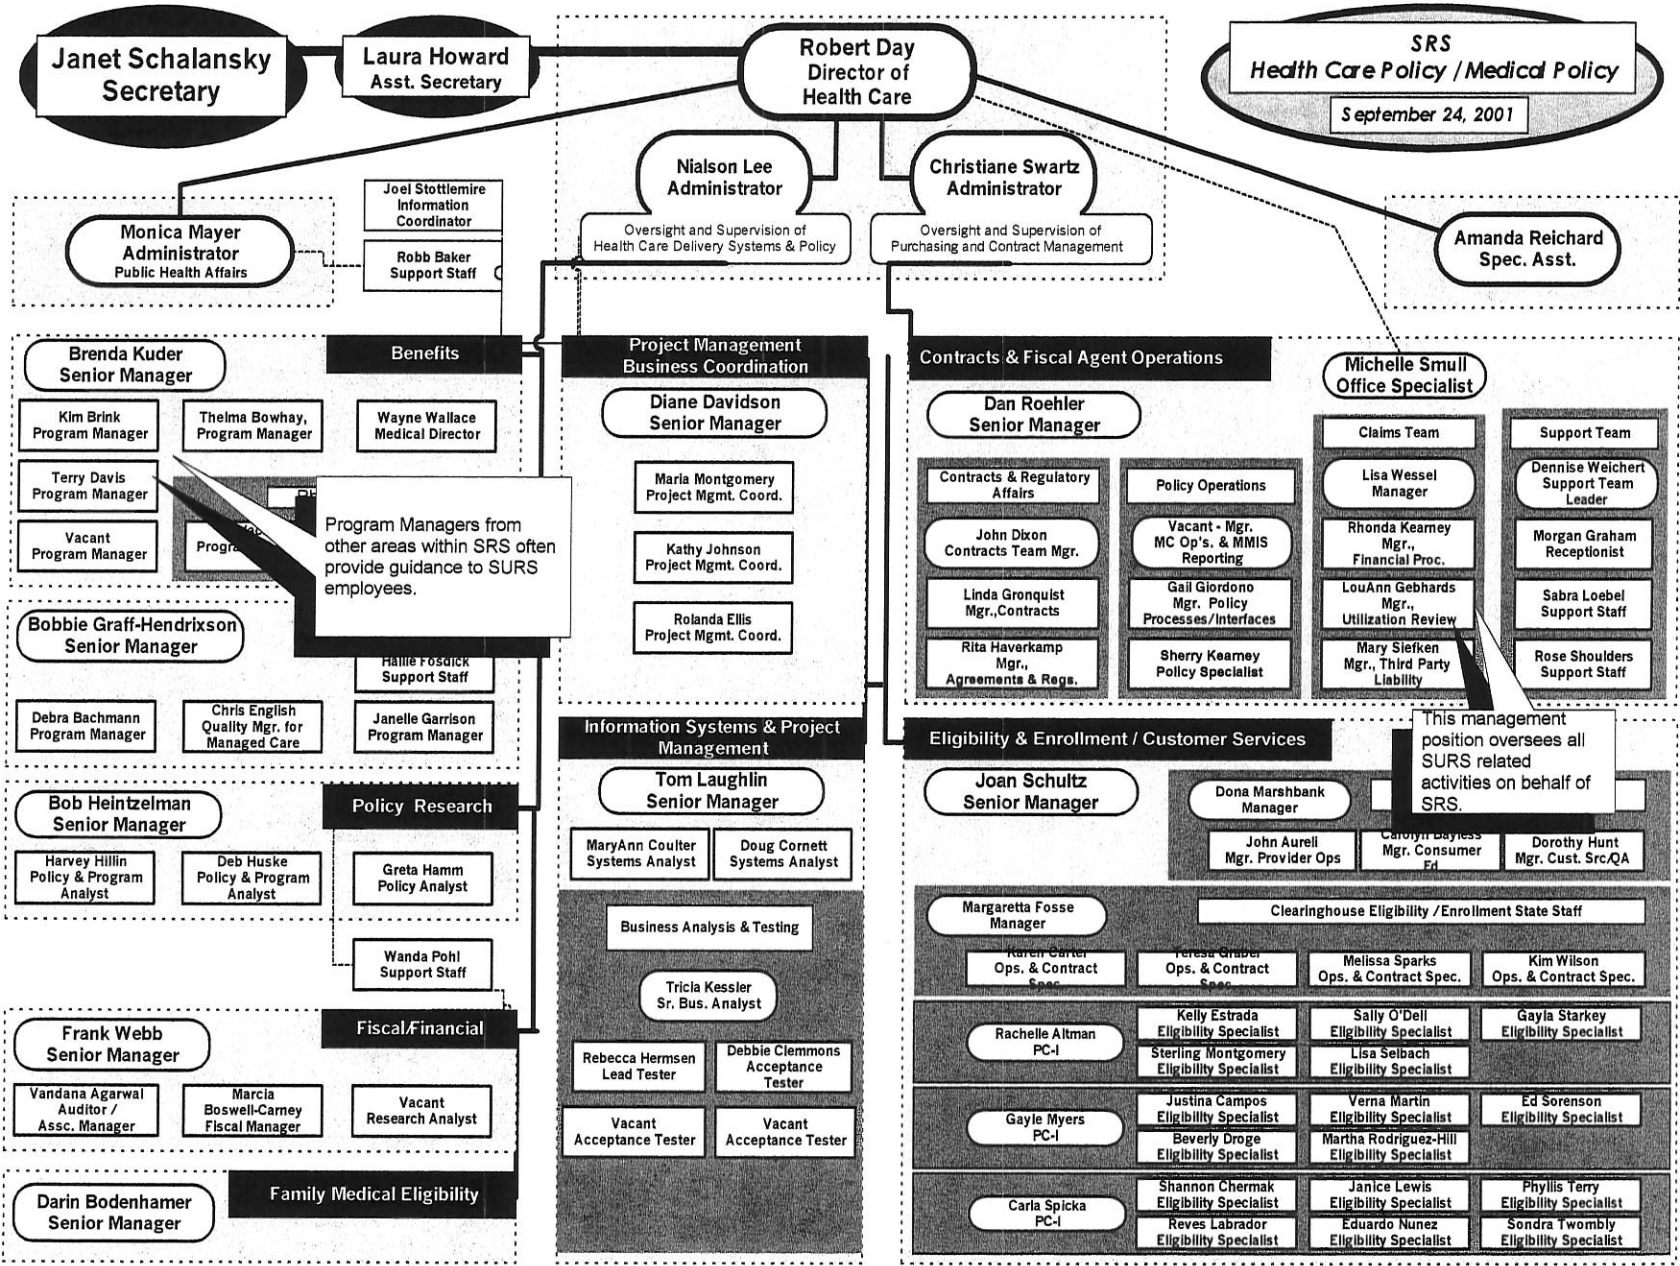 Janet Schalansky
Secretary
Laura Howard
Asst. Secretary
Robert Day
Director of
Health Care
SRS
Health Care Policy / Medical Policy
September 24, 2001
Nialson Lee
Administrator
Oversight and Supervision of
Health Care Delivery Systems & Policy
Christiane Swartz
Administrator
Oversight and Supervision of
Purchasing and Contract Management
Monica Mayer
Administrator
Public Health Affairs
Joel Stottlemire
Information
Coordinator
Robb Baker
Support Staff
Amanda Reichard
Spec. Asst.
Brenda Kuder
Senior Manager
Benefits
Kim Brink
Program Manager
Thelma Bowhay,
Program Manager
Wayne Wallace
Medical Director
Terry Davis
Program Manager
Vacant
Program Manager
Program Managers from
other areas within SRS often
provide guidance to SURS
employees.
Bobbie Graff-Hendrixson
Senior Manager
Hallie Fosdick
Support Staff
Debra Bachmann
Program Manager
Chris English
Quality Mgr. for
Managed Care
Janelle Garrison
Program Manager
Bob Heintzelman
Senior Manager
Policy Research
Harvey Hillin
Policy & Program
Analyst
Deb Huske
Policy & Program
Analyst
Greta Hamm
Policy Analyst
Wanda Pohl
Support Staff
Frank Webb
Senior Manager
Fiscal/Financial
Vandana Agarwal
Auditor /
Assc. Manager
Marcia
Boswell-Carney
Fiscal Manager
Vacant
Research Analyst
Darin Bodenhamer
Senior Manager
Family Medical Eligibility
Project Management
Business Coordination
Diane Davidson
Senior Manager
Maria Montgomery
Project Mgmt. Coord.
Kathy Johnson
Project Mgmt. Coord.
Rolanda Ellis
Project Mgmt. Coord.
Information Systems & Project
Management
Tom Laughlin
Senior Manager
MaryAnn Coulter
Systems Analyst
Doug Cornett
Systems Analyst
Business Analysis & Testing
Tricia Kessler
Sr. Bus. Analyst
Rebecca Hermsen
Lead Tester
Debbie Clemmons
Acceptance
Tester
Vacant
Acceptance Tester
Vacant
Acceptance Tester
Contracts & Fiscal Agent Operations
Michelle Smull
Office Specialist
Dan Roehler
Senior Manager
Contracts & Regulatory
Affairs
John Dixon
Contracts Team Mgr.
Linda Gronquist
Mgr.,Contracts
Rita Haverkamp
Mgr.,
Agreements & Regs.
Policy Operations
Vacant - Mgr.
MC Op's. & MMIS
Reporting
Gail Giordono
Mgr. Policy
Processes/Interfaces
Sherry Kearney
Policy Specialist
Claims Team
Lisa Wessel
Manager
Rhonda Kearney
Mgr.,
Financial Proc.
LouAnn Gebhards
Mgr.,
Utilization Review
Mary Siefken
Mgr., Third Party
Liability
Support Team
Dennise Weichert
Support Team
Leader
Morgan Graham
Receptionist
Sabra Loebel
Support Staff
Rose Shoulders
Support Staff
This management
position oversees all
SURS related
activities on behalf of
SRS.
Eligibility & Enrollment / Customer Services
Joan Schultz
Senior Manager
Dona Marshbank
Manager
John Aurell
Mgr. Provider Ops
Carolyn Bayless
Mgr. Consumer
Ed
Dorothy Hunt
Mgr. Cust. Src/QA
Margaretta Fosse
Manager
Clearinghouse Eligibility / Enrollment State Staff
Karen Carter
Ops. & Contract
Spec.
Teresa Graber
Ops. & Contract
Spec.
Melissa Sparks
Ops. & Contract Spec.
Kim Wilson
Ops. & Contract Spec.
Rachelle Altman
PC-I
Kelly Estrada
Eligibility Specialist
Sally O'Dell
Eligibility Specialist
Gayla Starkey
Eligibility Specialist
Sterling Montgomery
Eligibility Specialist
Lisa Selbach
Eligibility Specialist
Gayle Myers
PC-I
Justina Campos
Eligibility Specialist
Verna Martin
Eligibility Specialist
Ed Sorenson
Eligibility Specialist
Beverly Droge
Eligibility Specialist
Martha Rodriguez-Hill
Eligibility Specialist
Carla Spicka
PC-I
Shannon Chermak
Eligibility Specialist
Janice Lewis
Eligibility Specialist
Phyllis Terry
Eligibility Specialist
Reves Labrador
Eligibility Specialist
Eduardo Nunez
Eligibility Specialist
Sondra Twombly
Eligibility Specialist